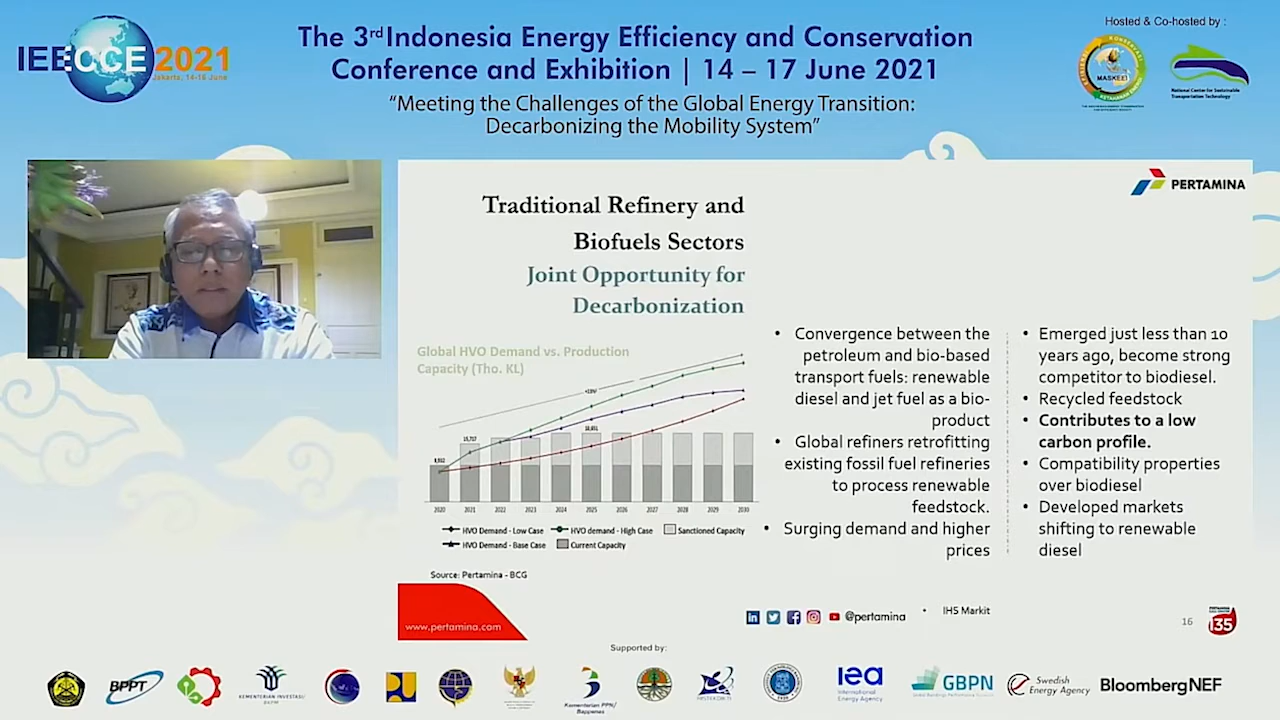 IEECCE 2021
Jakarta, 14-16 June
The 3rd Indonesia Energy Efficiency and Conservation
Conference and Exhibition | 14 – 17 June 2021
“Meeting the Challenges of the Global Energy Transition:
Decarbonizing the Mobility System”
Hosted & Co-hosted by :
MASKEEI
National Center for Sustainable
Transportation Technology
PERTAMINA
Traditional Refinery and
Biofuels Sectors
Joint Opportunity for
Decarbonization
Global HVO Demand vs. Production
Capacity (Tho. KL)
2020 2021 2022 2023 2024 2025 2026 2027 2028 2029 2030
HVO Demand - Low Case
HVO demand - High Case
Sanctioned Capacity
HVO Demand - Base Case
Current Capacity
Source: Pertamina - BCG
• Convergence between the
petroleum and bio-based
transport fuels: renewable
diesel and jet fuel as a bio-
product
• Global refiners retrofitting
existing fossil fuel refineries
to process renewable
feedstock.
• Surging demand and higher
prices
• Emerged just less than 10
years ago, become strong
competitor to biodiesel.
• Recycled feedstock
• Contributes to a low
carbon profile.
• Compatibility properties
over biodiesel
• Developed markets
shifting to renewable
diesel
www.pertamina.com
@pertamina
• IHS Markit
16
135
Supported by:
BPPT
KEMENTERIAN INVESTASI/
BKPM
Kementerian PPN/
Bappenas
iea
International
Energy Agency
GBPN
Swedish
Energy Agency
BloombergNEF